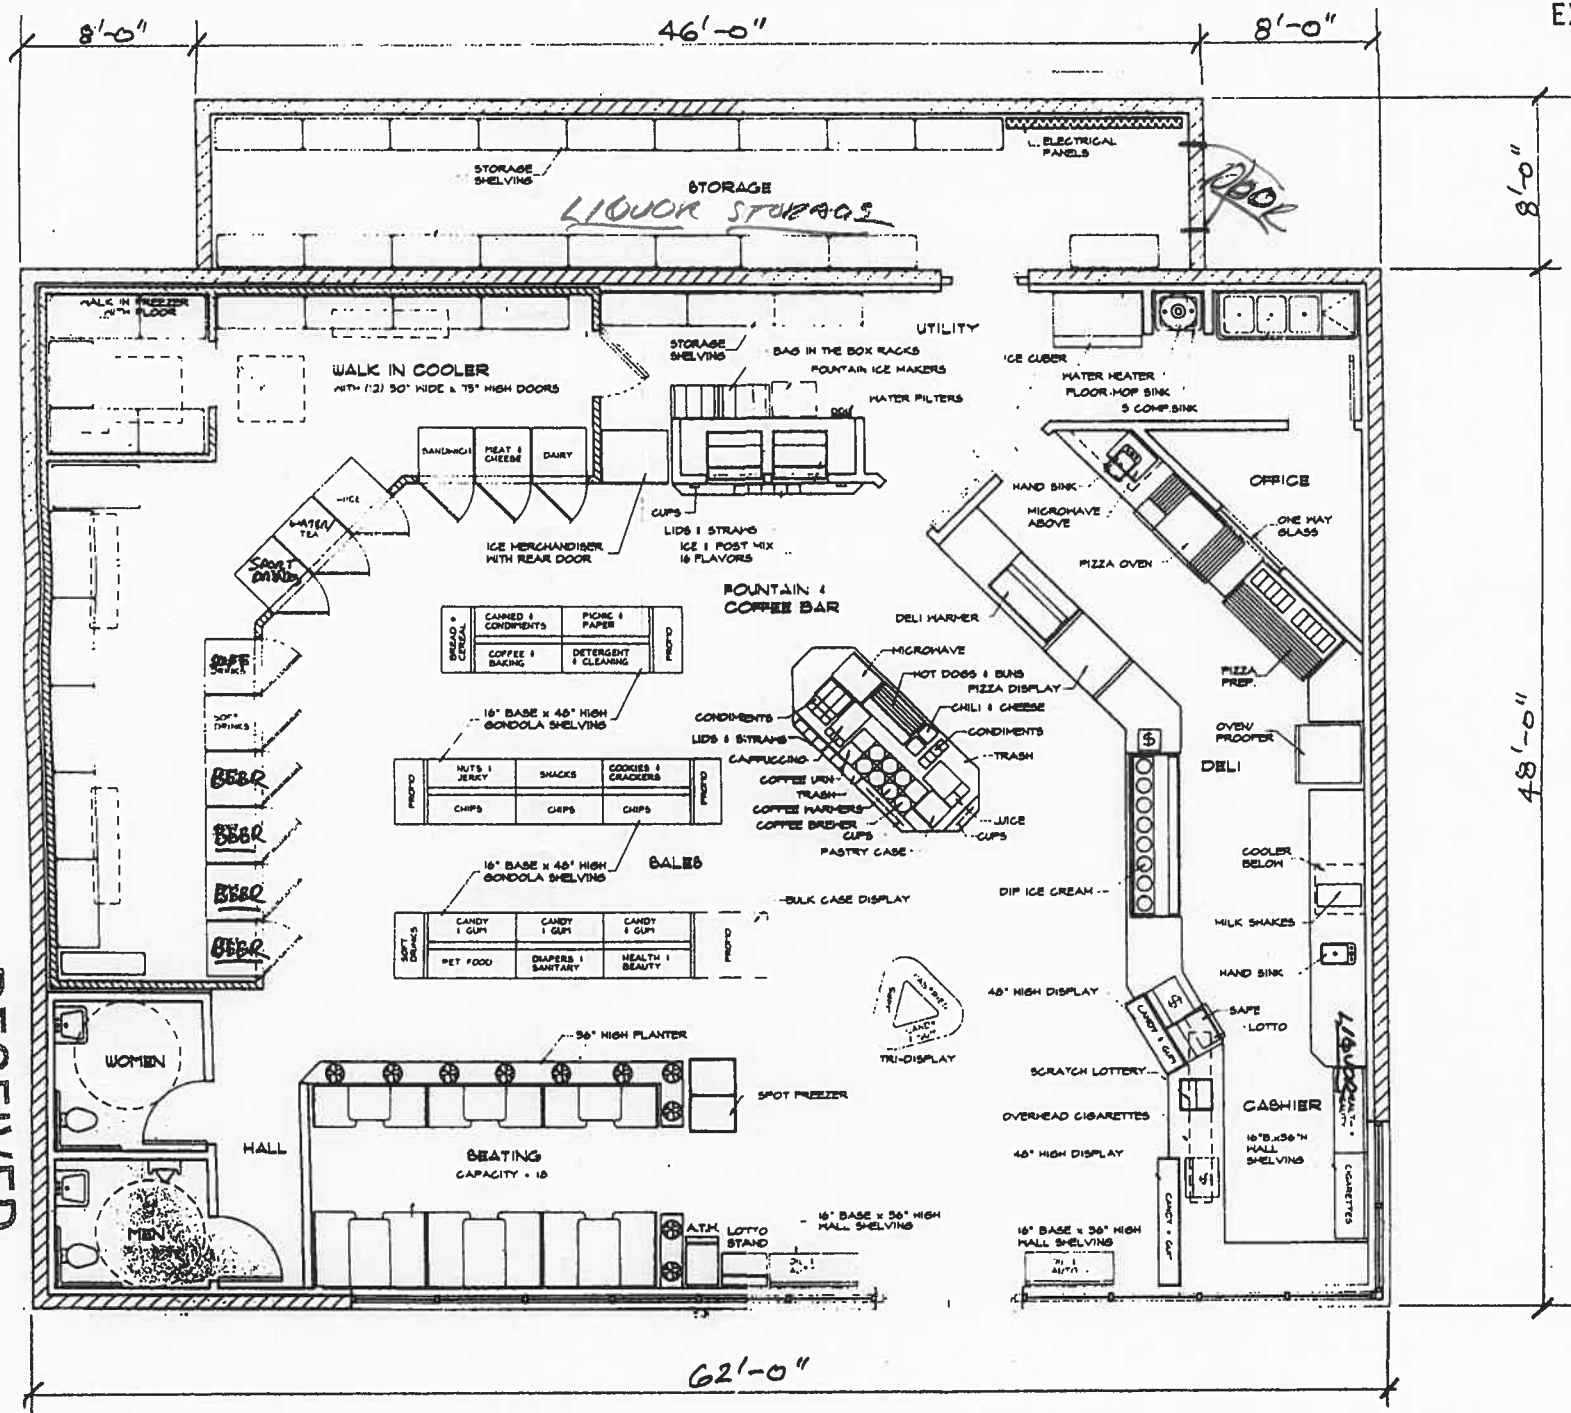 8'-0"
46'-0"
8'-0"
8'-0"
48'-0"
62'-0"
ELECTRICAL
PANELS
STORAGE
SHELVING
STORAGE
LIQUOR STORAGE
DOOR
WALK IN FREEZER
WITH FLOOR
WALK IN COOLER
STORAGE
SHELVING
UTILITY
BAG IN THE BOX RACKS
FOUNTAIN ICE MAKERS
WATER FILTERS
ICE CUBER
WATER HEATER
FLOOR MOP SINK
3 COMP. SINK
SANDWICH
MEAT &
CHEESE
DAIRY
JUICE
WATER/
TEA
SPORT
DRINKS
CUPS
LIDS & STRAWS
ICE & POST MIX
16 FLAVORS
ICE MERCHANDISER
WITH REAR DOOR
HAND SINK
MICROWAVE
ABOVE
PIZZA OVEN
OFFICE
ONE WAY
GLASS
PIZZA
PREP.
FOUNTAIN &
COFFEE BAR
DELI WARMER
BREAD &
CEREAL
CANNED &
CONDIMENTS
PICNIC &
PAPER
PROMO
COFFEE &
BAKING
DETERGENT
& CLEANING
SOFT
DRINKS
SOFT
DRINKS
BEER
BEER
BEER
BEER
16" BASE x 48" HIGH
GONDOLA SHELVING
MICROWAVE
HOT DOGS & BUNS
PIZZA DISPLAY
CHILI & CHEESE
CONDIMENTS
CONDIMENTS
LIDS & STRAWS
TRASH
CAPPUCCINO
COFFEE URN
TRASH
COFFEE WARMERS
COFFEE BREWER
JUICE
CUPS
CUPS
PASTRY CASE
OVEN/
PROOFER
$
DELI
PROMO
NUTS &
JERKY
SNACKS
COOKIES &
CRACKERS
PROMO
CHIPS
CHIPS
CHIPS
16" BASE x 48" HIGH
GONDOLA SHELVING
SALES
COOLER
BELOW
DIP ICE CREAM
MILK SHAKES
BULK CASE DISPLAY
SOFT
DRINKS
CANDY
& GUM
CANDY
& GUM
CANDY
& GUM
PROMO
PET FOOD
DIAPERS &
SANITARY
HEALTH &
BEAUTY
HAND SINK
48" HIGH DISPLAY
$
SAFE
LOTTO
CANDY & GUM
TRI-DISPLAY
WOMEN
36" HIGH PLANTER
SPOT FREEZER
SCRATCH LOTTERY
OVERHEAD CIGARETTES
48" HIGH DISPLAY
LIQUOR
CASHIER
WALL
SHELVING
CIGARETTES
$
HALL
SEATING
CAPACITY = 18
MEN
A.T.M.
LOTTO
STAND
16" BASE x 36" HIGH
WALL SHELVING
16" BASE x 36" HIGH
WALL SHELVING
AUTO
CANDY & GUM